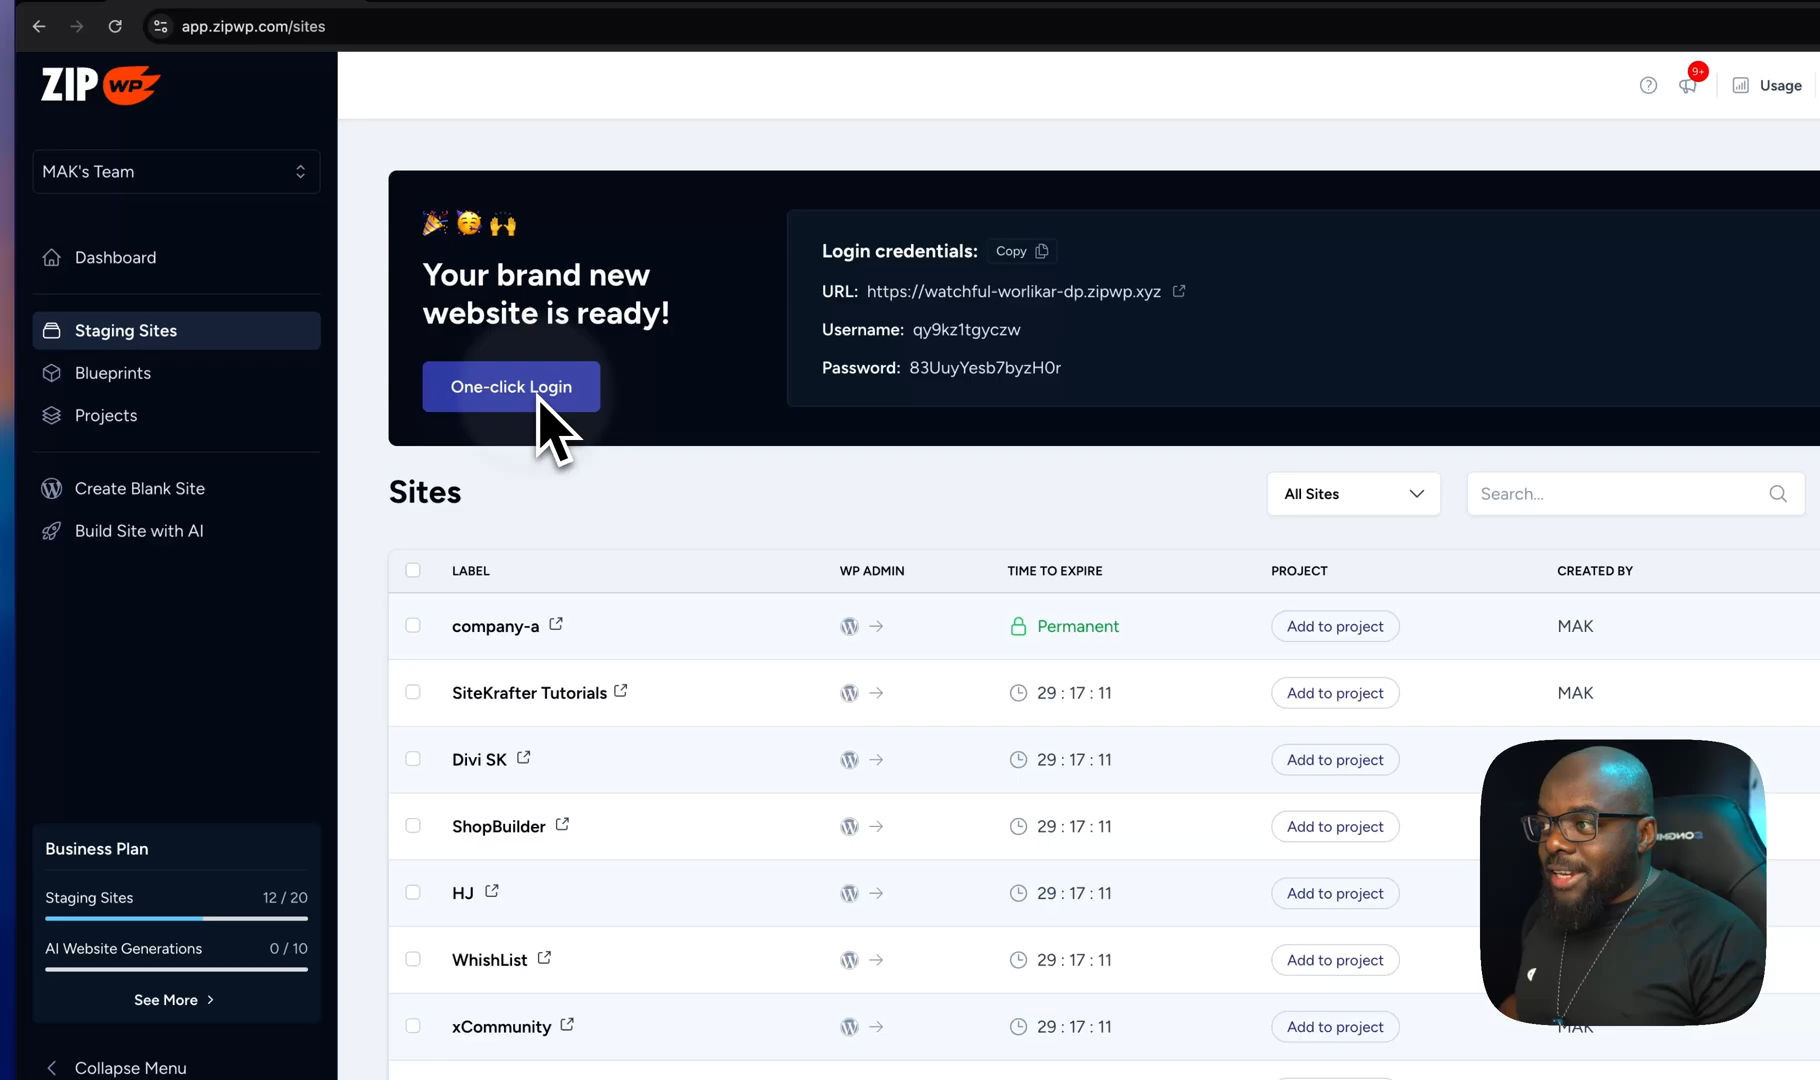 app.zipwp.com/sites
ZIP WP
9+
Usage
MAK's Team
Dashboard
Staging Sites
Blueprints
Projects
Create Blank Site
Build Site with AI
Business Plan
Staging Sites 12 / 20
AI Website Generations 0 / 10
See More
Collapse Menu
Your brand new
website is ready!
One-click Login
Login credentials: Copy
URL: https://watchful-worlikar-dp.zipwp.xyz
Username: qy9kz1tgyczw
Password: 83UuyYesb7byzH0r
Sites
All Sites
Search...
LABEL WP ADMIN TIME TO EXPIRE PROJECT CREATED BY
company-a Permanent Add to project MAK
SiteKrafter Tutorials 29 : 17 : 11 Add to project MAK
Divi SK 29 : 17 : 11 Add to project
ShopBuilder 29 : 17 : 11 Add to project
HJ 29 : 17 : 11 Add to project
WhishList 29 : 17 : 11 Add to project
xCommunity 29 : 17 : 11 Add to project MAK